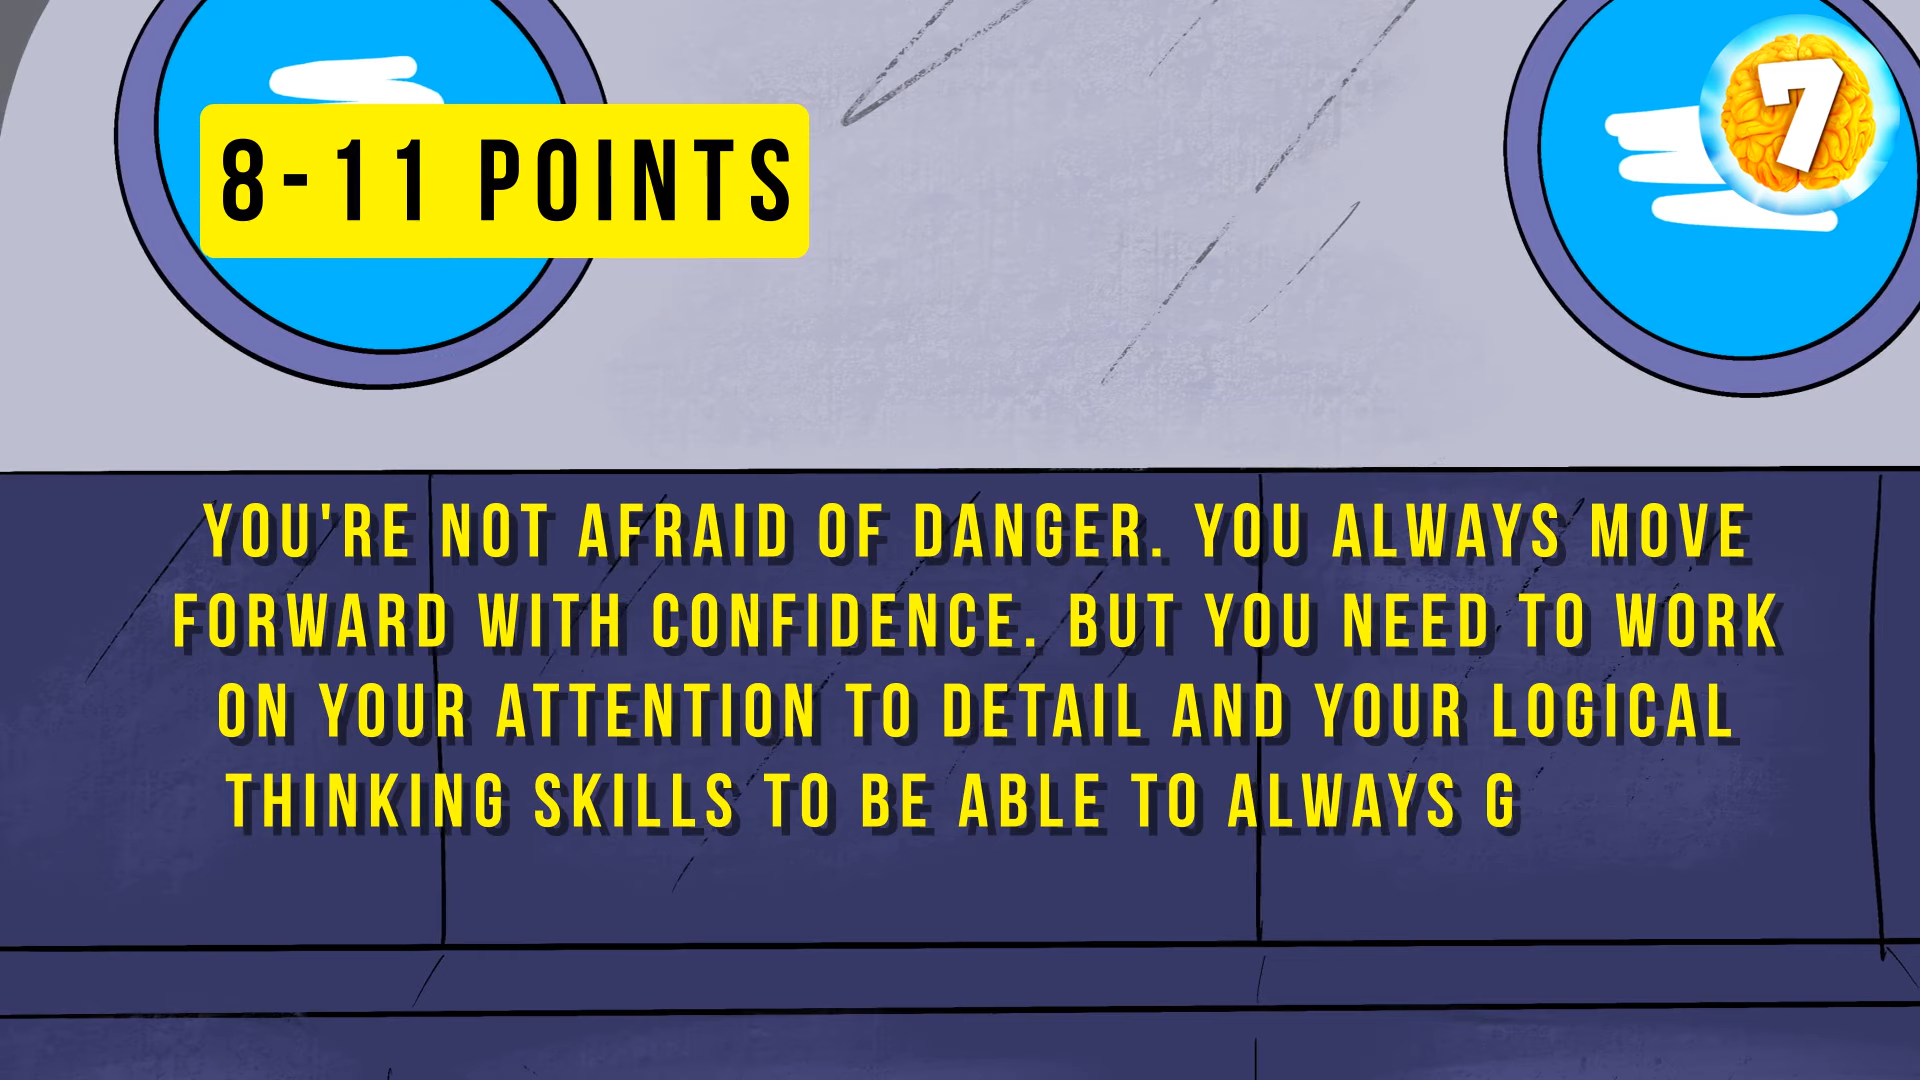 7
8-11 POINTS
YOU'RE NOT AFRAID OF DANGER. YOU ALWAYS MOVE
FORWARD WITH CONFIDENCE. BUT YOU NEED TO WORK
ON YOUR ATTENTION TO DETAIL AND YOUR LOGICAL
THINKING SKILLS TO BE ABLE TO ALWAYS G